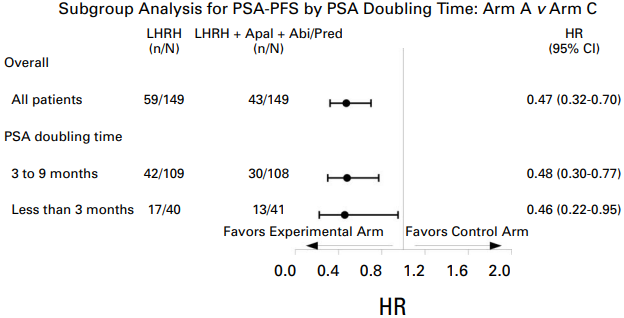 Subgroup Analysis for PSA-PFS by PSA Doubling Time: Arm A v Arm C
LHRH LHRH + Apal + Abi/Pred HR
(n/N) (n/N) (95% CI)
Overall
All patients 59/149 43/149 0.47 (0.32-0.70)
PSA doubling time
3 to 9 months 42/109 30/108 0.48 (0.30-0.77)
Less than 3 months 17/40 13/41 0.46 (0.22-0.95)
Favors Experimental Arm Favors Control Arm
0.0 0.4 0.8 1.2 1.6 2.0
HR